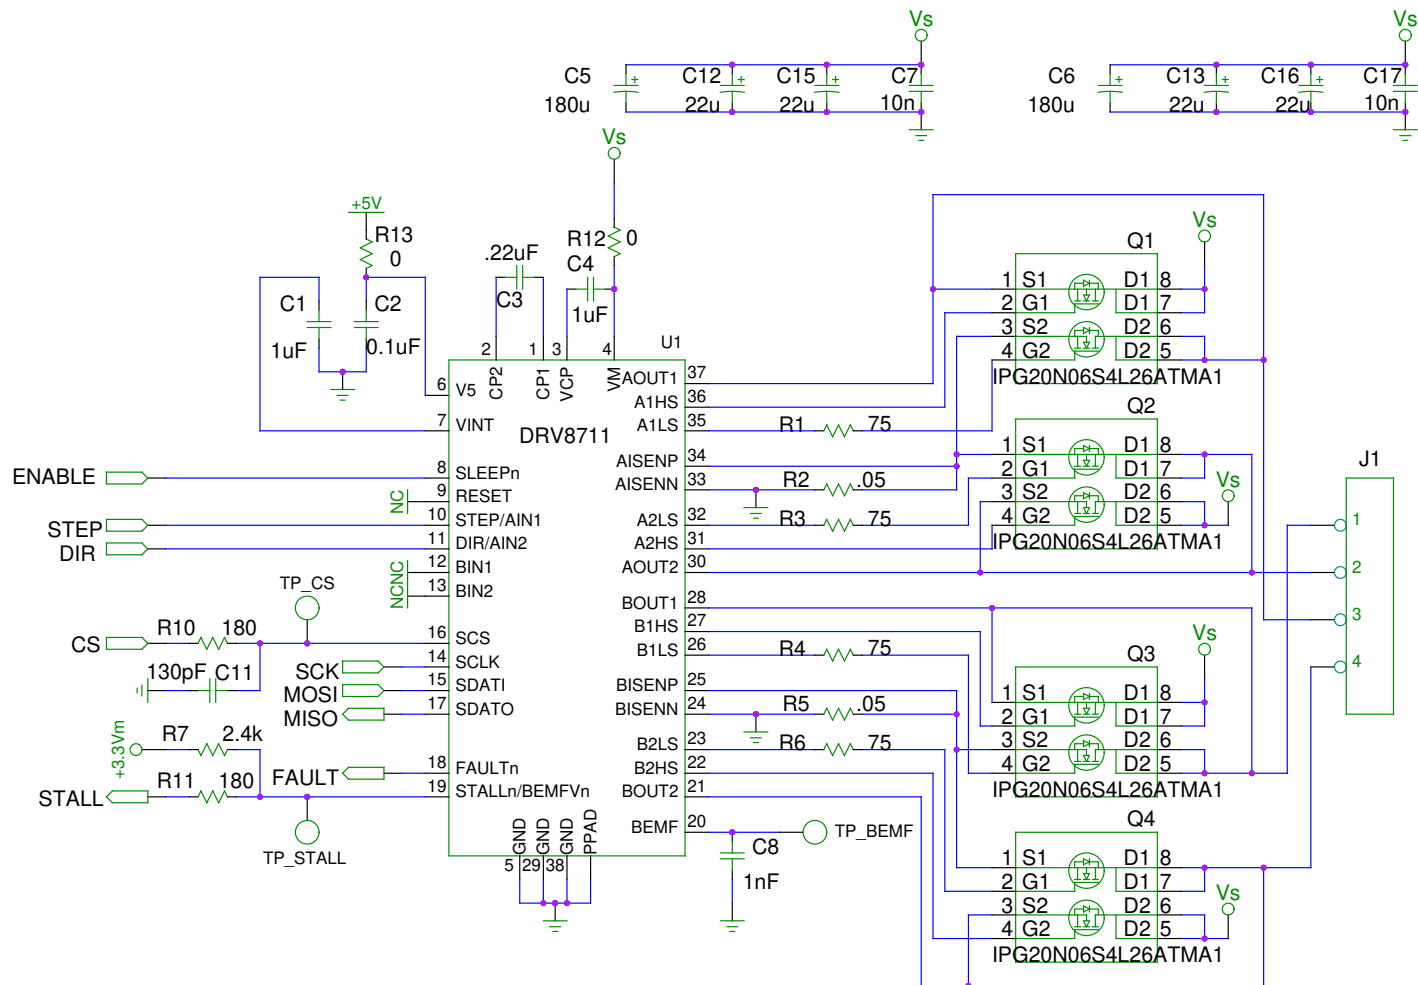 Vs
Vs
C5
180u
+
C12
22u
+
C15
22u
+
C7
10n
C6
180u
+
C13
22u
+
C16
22u
+
C17
10n
Vs
R12
0
C4
1uF
+5V
R13
0
C1
1uF
C2
0.1uF
.22uF
C3
2
1
3
4
CP2
CP1
VCP
VM
U1
DRV8711
6
V5
7
VINT
ENABLE
8
SLEEPn
NC
9
RESET
STEP
10
STEP/AIN1
DIR
11
DIR/AIN2
NCNC
12
BIN1
13
BIN2
TP_CS
CS
R10
180
16
SCS
130pF
C11
SCK
14
SCLK
MOSI
15
SDATI
MISO
17
SDATO
+3.3Vm
R7
2.4k
FAULT
18
FAULTn
STALL
R11
180
19
STALLn/BEMFVn
TP_STALL
GND
GND
GND
PPAD
5
29
38
AOUT1
37
A1HS
36
A1LS
35
R1
75
AISENP
34
AISENN
33
R2
.05
A2LS
32
R3
75
A2HS
31
AOUT2
30
BOUT1
28
B1HS
27
B1LS
26
R4
75
BISENP
25
BISENN
24
R5
.05
B2LS
23
R6
75
B2HS
22
BOUT2
21
BEMF
20
TP_BEMF
C8
1nF
Q1
Vs
1 S1 D1 8
2 G1 D1 7
3 S2 D2 6
4 G2 D2 5
IPG20N06S4L26ATMA1
Q2
Vs
1 S1 D1 8
2 G1 D1 7
3 S2 D2 6
4 G2 D2 5
IPG20N06S4L26ATMA1
Q3
Vs
1 S1 D1 8
2 G1 D1 7
3 S2 D2 6
4 G2 D2 5
IPG20N06S4L26ATMA1
Q4
Vs
1 S1 D1 8
2 G1 D1 7
3 S2 D2 6
4 G2 D2 5
IPG20N06S4L26ATMA1
J1
1
2
3
4